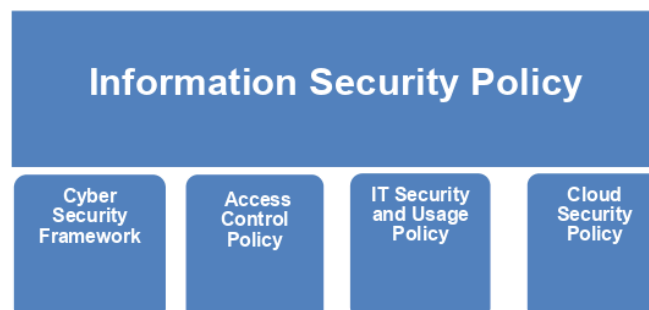 Information Security Policy
Cyber
Security
Framework
Access
Control
Policy
IT Security
and Usage
Policy
Cloud
Security
Policy